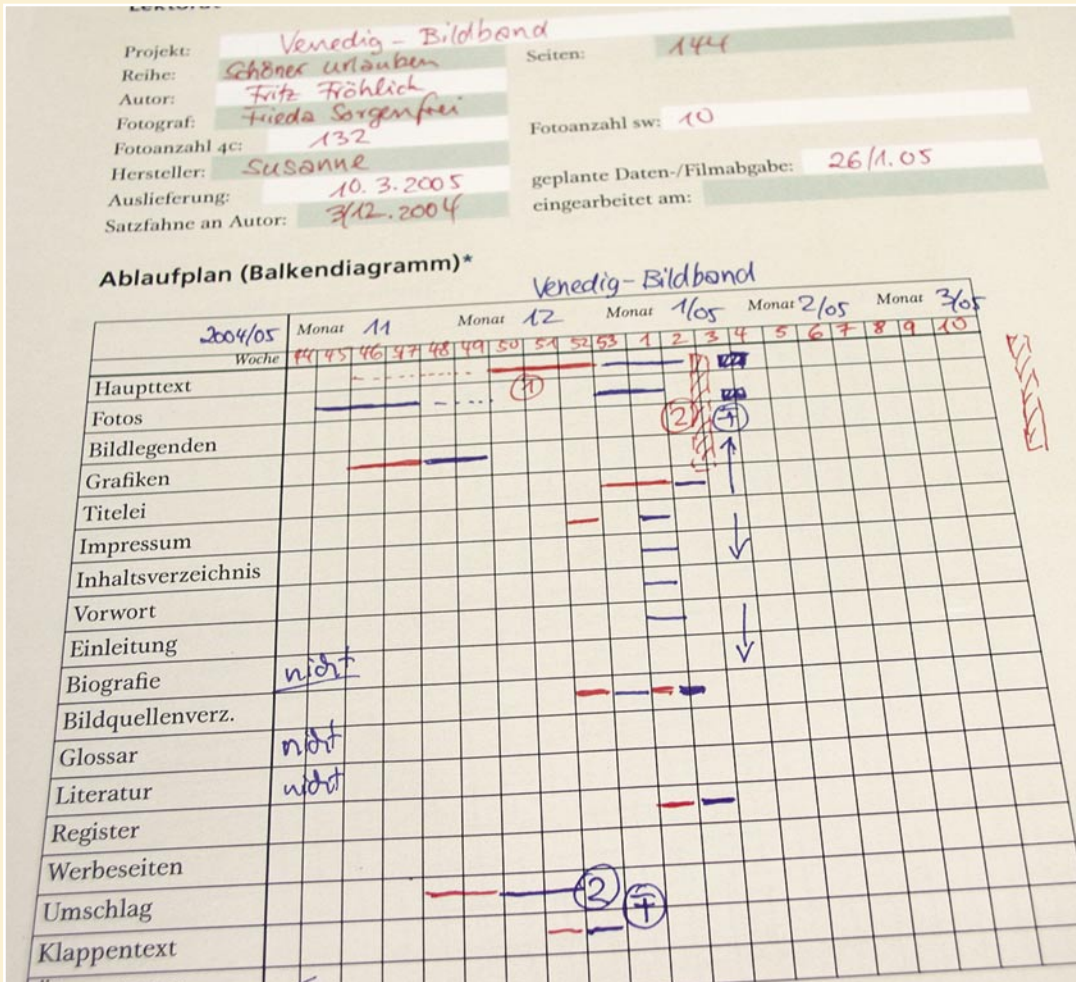 Projekt: Venedig – Bildband
Seiten: 144
Reihe: Schöner urlauben
Autor: Fritz Fröhlich
Fotograf: Frieda Sorgenfrei
Fotoanzahl 4c: 132
Fotoanzahl sw: 10
Hersteller: Susanne
geplante Daten-/Filmabgabe: 26/1.05
Auslieferung: 10.3.2005
eingearbeitet am:
Satzfahne an Autor: 3/12.2004
Ablaufplan (Balkendiagramm)*
Venedig – Bildband
2004/05 Monat 11 Monat 12 Monat 1/05 Monat 2/05 Monat 3/05
Woche 44 45 46 47 48 49 50 51 52 53 1 2 3 4 5 6 7 8 9 10
Haupttext
1
Fotos
2
Bildlegenden
Grafiken
Titelei
Impressum
Inhaltsverzeichnis
Vorwort
Einleitung
Biografie nicht
Bildquellenverz.
Glossar nicht
Literatur nicht
Register
Werbeseiten
Umschlag 2
Klappentext